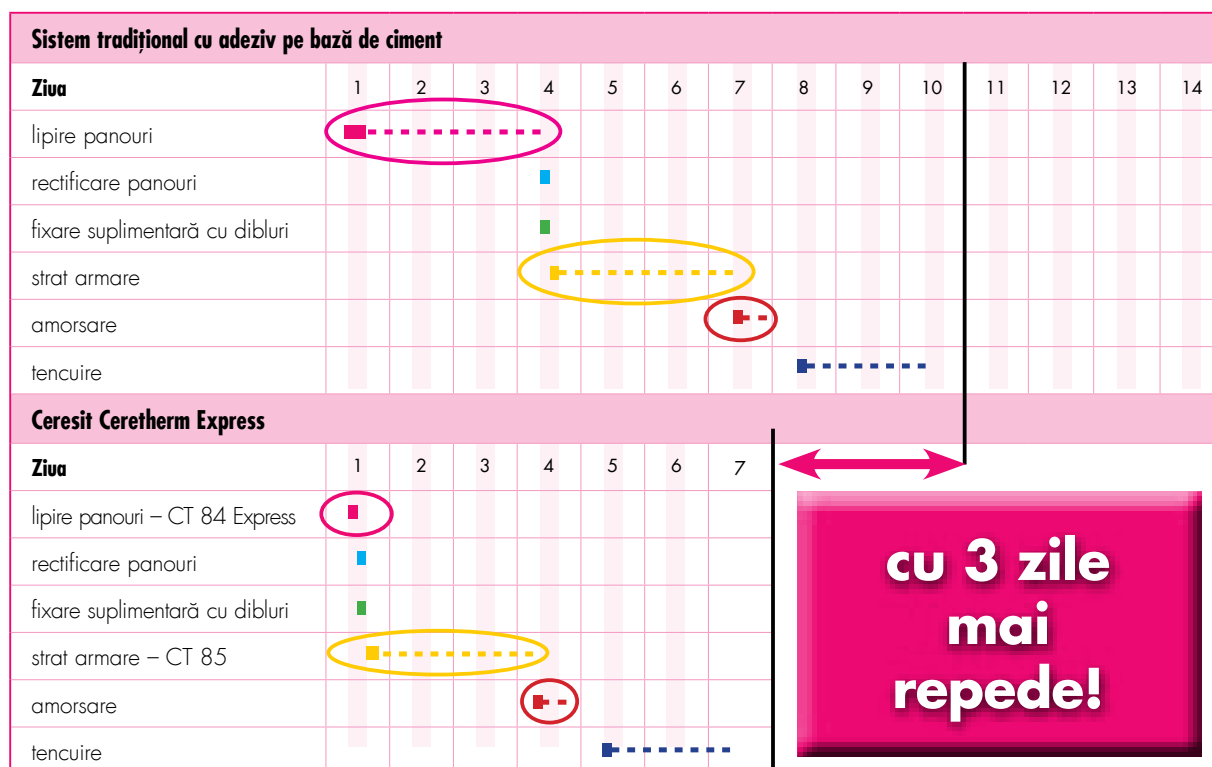 Sistem tradițional cu adeziv pe bază de ciment
Ziua 1 2 3 4 5 6 7 8 9 10 11 12 13 14
lipire panouri
rectificare panouri
fixare suplimentară cu dibluri
strat armare
amorsare
tencuire
Ceresit Ceretherm Express
Ziua 1 2 3 4 5 6 7
lipire panouri – CT 84 Express
rectificare panouri
fixare suplimentară cu dibluri
strat armare – CT 85
amorsare
tencuire
cu 3 zile
mai
repede!